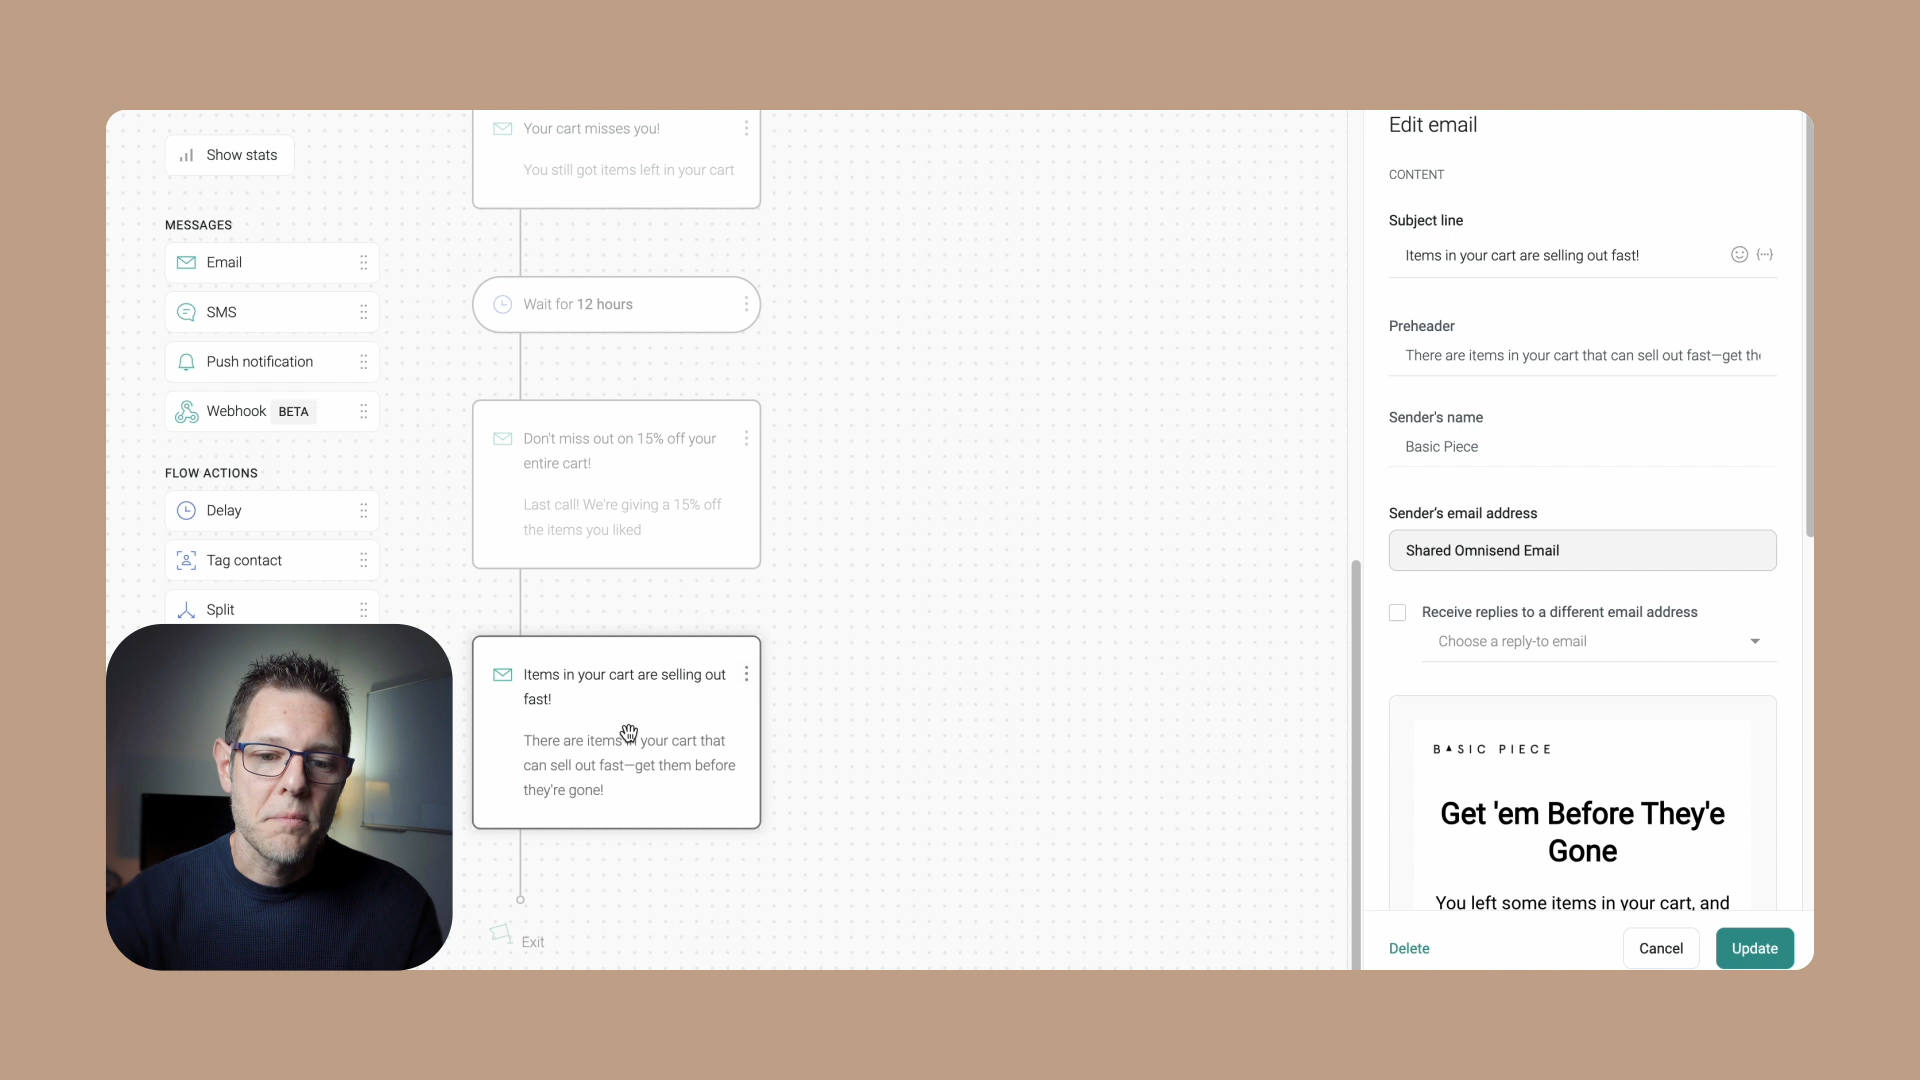 Show stats
MESSAGES
Email
SMS
Push notification
Webhook BETA
FLOW ACTIONS
Delay
Tag contact
Split
Your cart misses you!
You still got items left in your cart
Wait for 12 hours
Don't miss out on 15% off your
entire cart!
Last call! We're giving a 15% off
the items you liked
Items in your cart are selling out
fast!
There are items in your cart that
can sell out fast—get them before
they're gone!
Exit
Edit email
CONTENT
Subject line
Items in your cart are selling out fast!
Preheader
There are items in your cart that can sell out fast—get the
Sender's name
Basic Piece
Sender's email address
Shared Omnisend Email
Receive replies to a different email address
Choose a reply-to email
BASIC PIECE
Get 'em Before They'e
Gone
You left some items in your cart, and
Delete
Cancel
Update